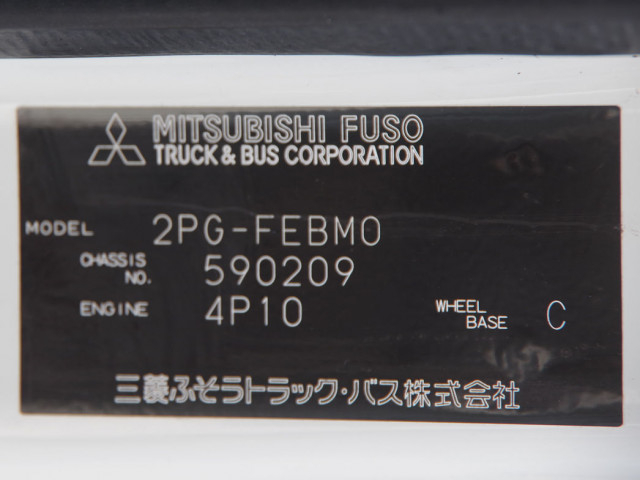 MITSUBISHI FUSO
TRUCK & BUS CORPORATION
MODEL 2PG-FEBM0
CHASSIS NO. 590209
ENGINE 4P10 WHEEL BASE C
三菱ふそうトラック・バス株式会社